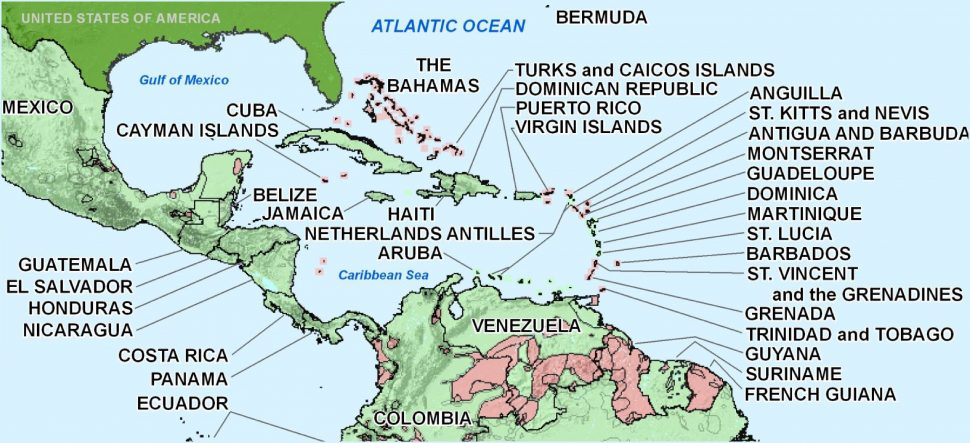 BERMUDA
UNITED STATES OF AMERICA
ATLANTIC OCEAN
Gulf of Mexico
THE
BAHAMAS
TURKS and CAICOS ISLANDS
DOMINICAN REPUBLIC
PUERTO RICO
VIRGIN ISLANDS
MEXICO
CUBA
CAYMAN ISLANDS
ANGUILLA
ST. KITTS and NEVIS
ANTIGUA AND BARBUDA
MONTSERRAT
GUADELOUPE
DOMINICA
MARTINIQUE
ST. LUCIA
BARBADOS
ST. VINCENT
and the GRENADINES
GRENADA
TRINIDAD and TOBAGO
GUYANA
SURINAME
FRENCH GUIANA
BELIZE
JAMAICA
HAITI
NETHERLANDS ANTILLES
ARUBA
Caribbean Sea
GUATEMALA
EL SALVADOR
HONDURAS
NICARAGUA
COSTA RICA
PANAMA
ECUADOR
VENEZUELA
COLOMBIA